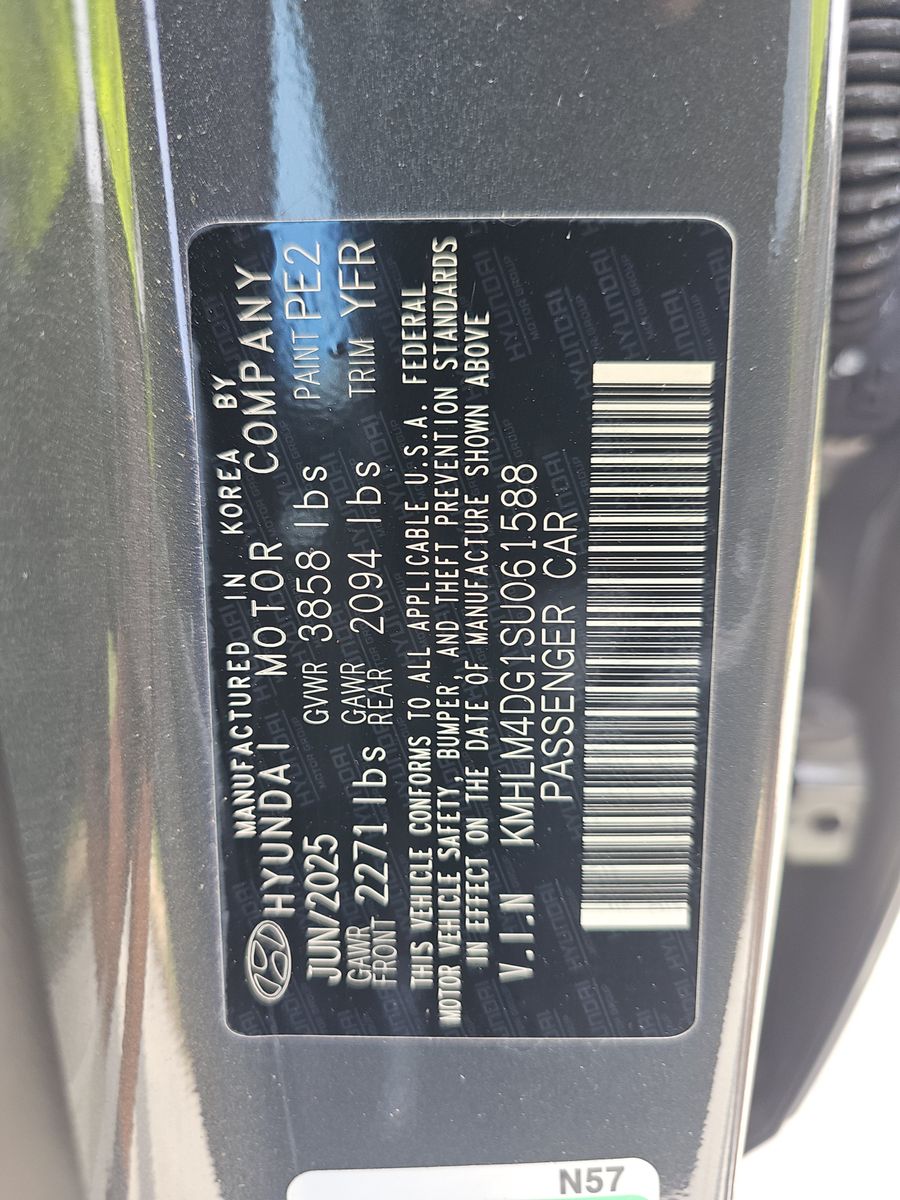 MANUFACTURED IN KOREA BY
HYUNDAI MOTOR COMPANY
JUN/2025 GVWR 3858 lbs PAINT PE2
GAWR FRONT 2271 lbs GAWR REAR 2094 lbs TRIM YFR
THIS VEHICLE CONFORMS TO ALL APPLICABLE U.S.A. FEDERAL
MOTOR VEHICLE SAFETY, BUMPER, AND THEFT PREVENTION STANDARDS
IN EFFECT ON THE DATE OF MANUFACTURE SHOWN ABOVE
V.I.N KMHLM4DG1SU061588
PASSENGER CAR
N57